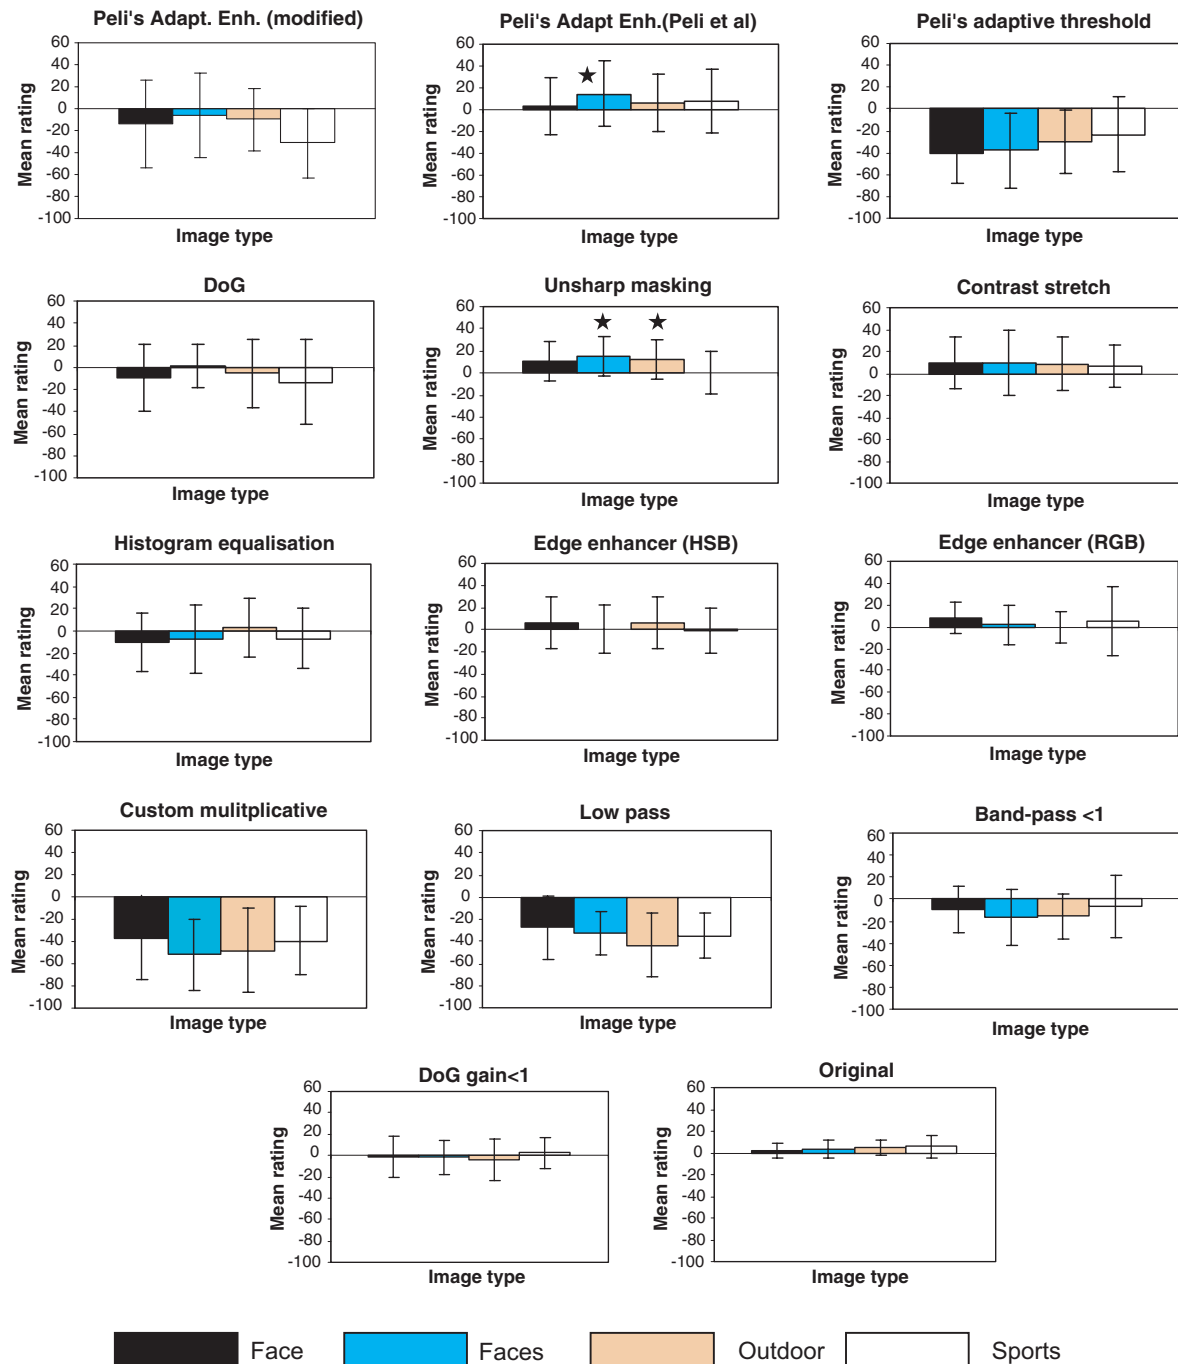 Peli's Adapt. Enh. (modified)
60
40
20
0
-20
-40
-60
-80
-100
Mean rating
Image type
Peli's Adapt Enh.(Peli et al)
60
40
20
0
-20
-40
-60
-80
-100
Mean rating
Image type
Peli's adaptive threshold
60
40
20
0
-20
-40
-60
-80
-100
Mean rating
Image type
DoG
60
40
20
0
-20
-40
-60
-80
-100
Mean rating
Image type
Unsharp masking
60
40
20
0
-20
-40
-60
-80
-100
Mean rating
Image type
Contrast stretch
60
40
20
0
-20
-40
-60
-80
-100
Mean rating
Image type
Histogram equalisation
60
40
20
0
-20
-40
-60
-80
-100
Mean rating
Image type
Edge enhancer (HSB)
60
40
20
0
-20
-40
-60
-80
-100
Mean rating
Image type
Edge enhancer (RGB)
60
40
20
0
-20
-40
-60
-80
-100
Mean rating
Image type
Custom mulitplicative
60
40
20
0
-20
-40
-60
-80
-100
Mean rating
Image type
Low pass
60
40
20
0
-20
-40
-60
-80
-100
Mean rating
Image type
Band-pass <1
60
40
20
0
-20
-40
-60
-80
-100
Mean rating
Image type
DoG gain<1
60
40
20
0
-20
-40
-60
-80
-100
Mean rating
Image type
Original
60
40
20
0
-20
-40
-60
-80
-100
Mean rating
Image type
Face Faces Outdoor Sports